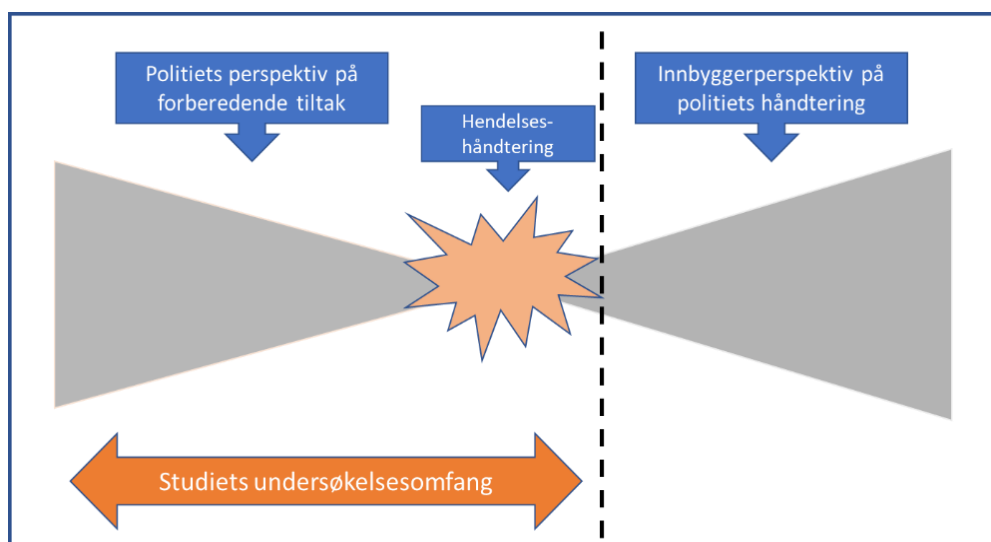 Politiets perspektiv på
forberedende tiltak
Hendelses-
håndtering
Innbyggerperspektiv på
politiets håndtering
Studiets undersøkelsesomfang